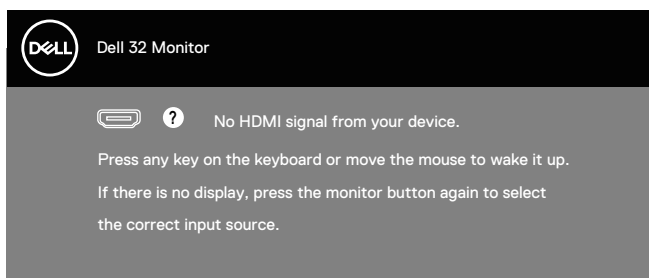 DELL
Dell 32 Monitor
? No HDMI signal from your device.
Press any key on the keyboard or move the mouse to wake it up.
If there is no display, press the monitor button again to select
the correct input source.